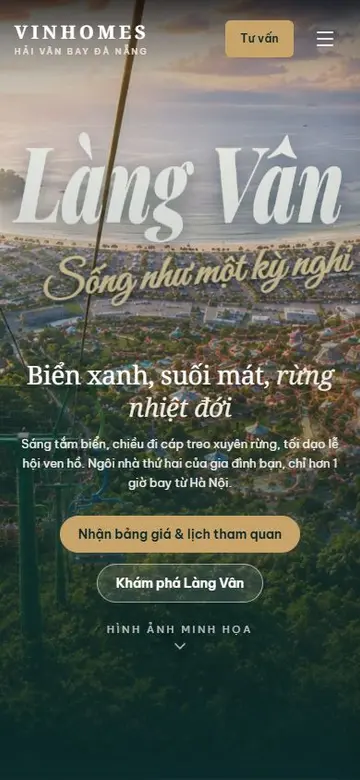 VINHOMES
HẢI VÂN BAY ĐÀ NẴNG
Tư vấn
Làng Vân
Sống như một kỳ nghỉ
Biển xanh, suối mát, rừng
nhiệt đới
Sáng tắm biển, chiều đi cáp treo xuyên rừng, tối dạo lễ
hội ven hồ. Ngôi nhà thứ hai của gia đình bạn, chỉ hơn 1
giờ bay từ Hà Nội.
Nhận bảng giá & lịch tham quan
Khám phá Làng Vân
HÌNH ẢNH MINH HỌA